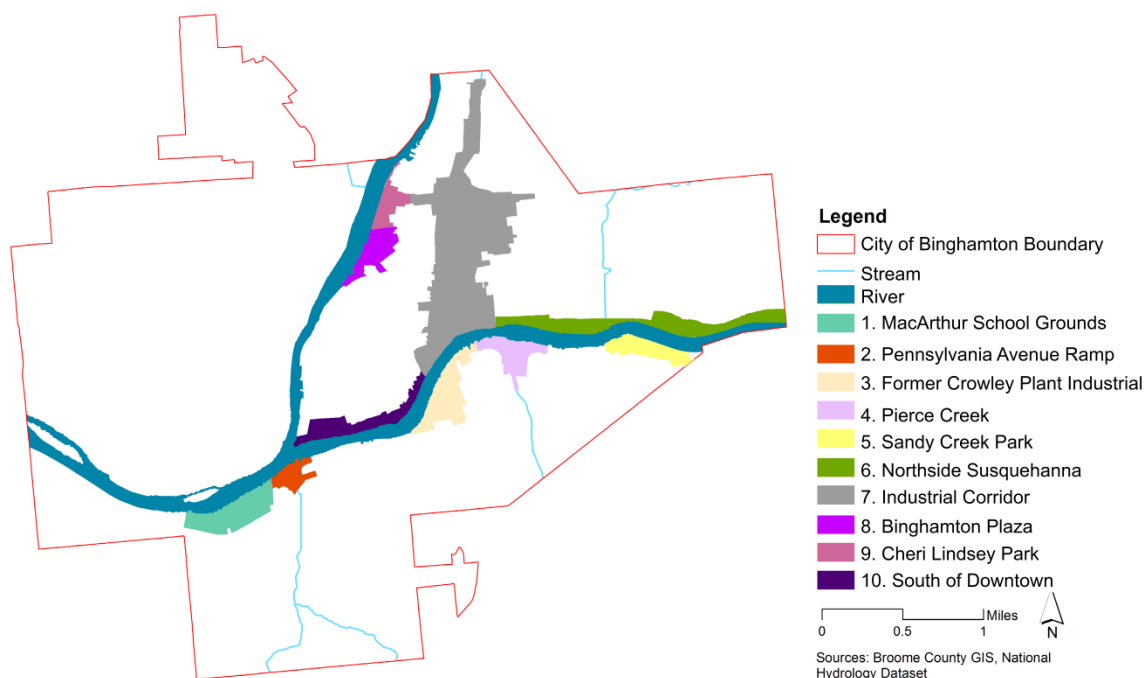 Legend
City of Binghamton Boundary
Stream
River
1. MacArthur School Grounds
2. Pennsylvania Avenue Ramp
3. Former Crowley Plant Industrial
4. Pierce Creek
5. Sandy Creek Park
6. Northside Susquehanna
7. Industrial Corridor
8. Binghamton Plaza
9. Cheri Lindsey Park
10. South of Downtown
Miles
0 0.5 1
N
Sources: Broome County GIS, National
Hydrology Dataset